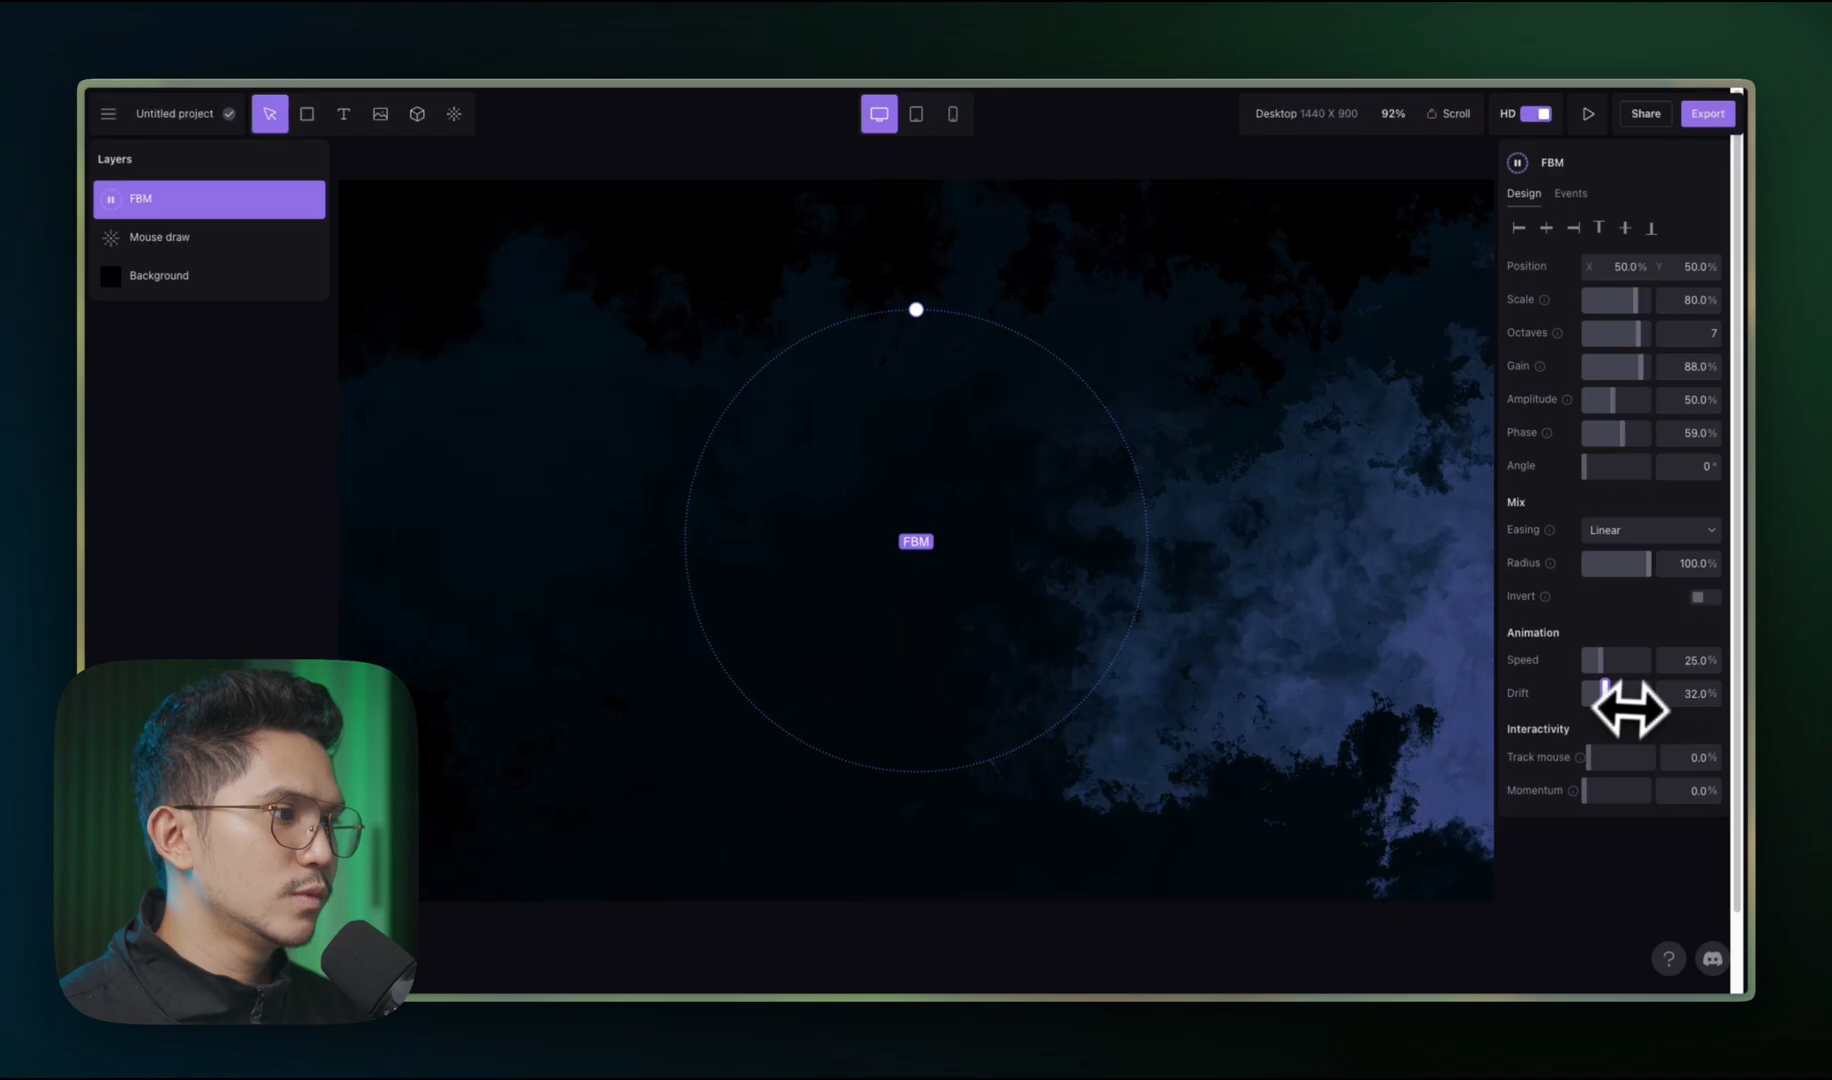 Untitled project
Desktop 1440 X 900 92% Scroll HD Share Export
Layers
FBM
Mouse draw
Background
FBM
FBM
Design Events
Position X 50.0% Y 50.0%
Scale 80.0%
Octaves 7
Gain 88.0%
Amplitude 50.0%
Phase 59.0%
Angle 0°
Mix
Easing Linear
Radius 100.0%
Invert
Animation
Speed 25.0%
Drift 32.0%
Interactivity
Track mouse 0.0%
Momentum 0.0%